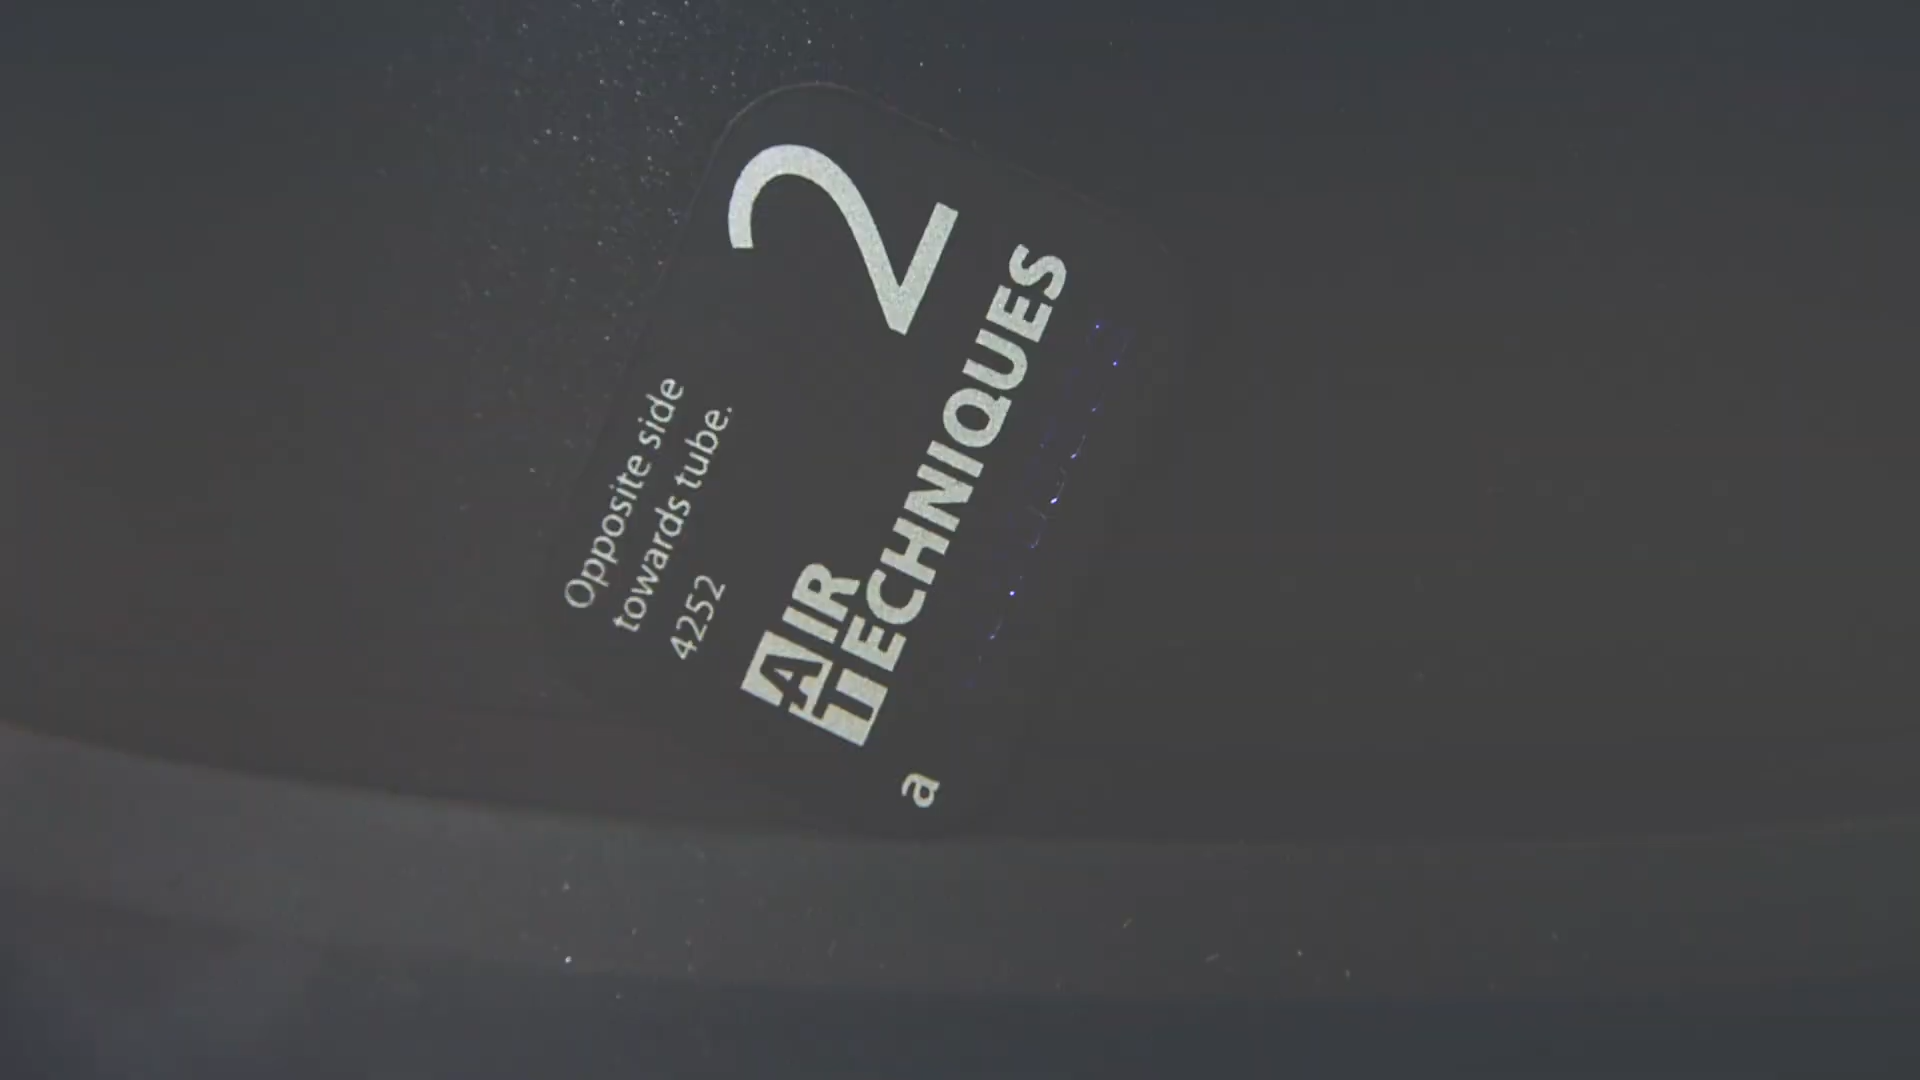 Opposite side
towards tube.
4252
2
AIR
TECHNIQUES
a